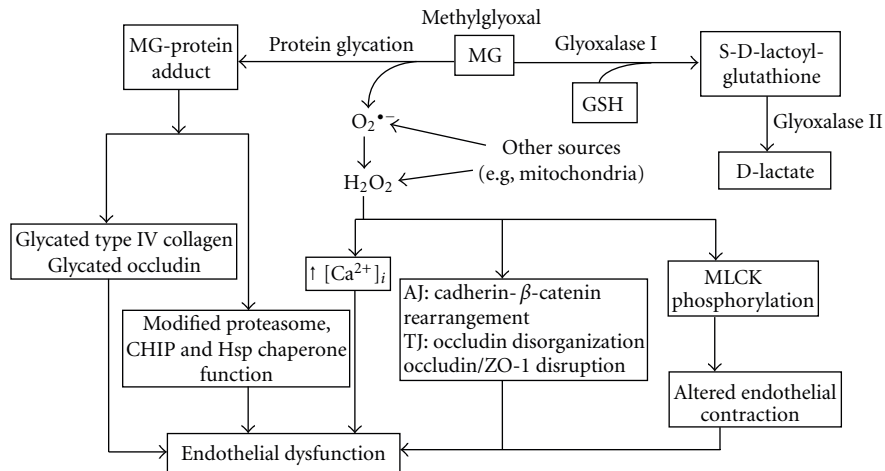 Methylglyoxal
MG-protein
adduct
Protein glycation
MG
Glyoxalase I
S-D-lactoyl-
glutathione
GSH
O₂•−
Glyoxalase II
Other sources
(e.g, mitochondria)
D-lactate
H₂O₂
Glycated type IV collagen
Glycated occludin
↑ [Ca²⁺]ᵢ
AJ: cadherin-β-catenin
rearrangement
TJ: occludin disorganization
occludin/ZO-1 disruption
MLCK
phosphorylation
Modified proteasome,
CHIP and Hsp chaperone
function
Altered endothelial
contraction
Endothelial dysfunction